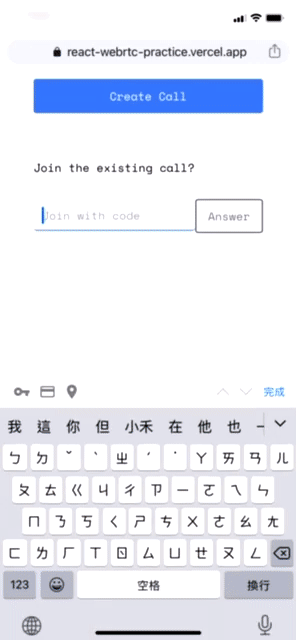 react-webrtc-practice.vercel.app
Create Call
Join the existing call?
Join with code
Answer
完成
我 這 你 但 小禾 在 他 也 一
ㄅ ㄉ ˇ ˋ ㄓ ˊ ˙ ㄚ ㄞ ㄢ ㄦ
ㄆ ㄊ ㄍ ㄐ ㄔ ㄗ ㄧ ㄛ ㄟ ㄣ
ㄇ ㄋ ㄎ ㄑ ㄕ ㄘ ㄨ ㄜ ㄠ ㄤ
ㄈ ㄌ ㄏ ㄒ ㄖ ㄙ ㄩ ㄝ ㄡ ㄥ
123 空格 換行